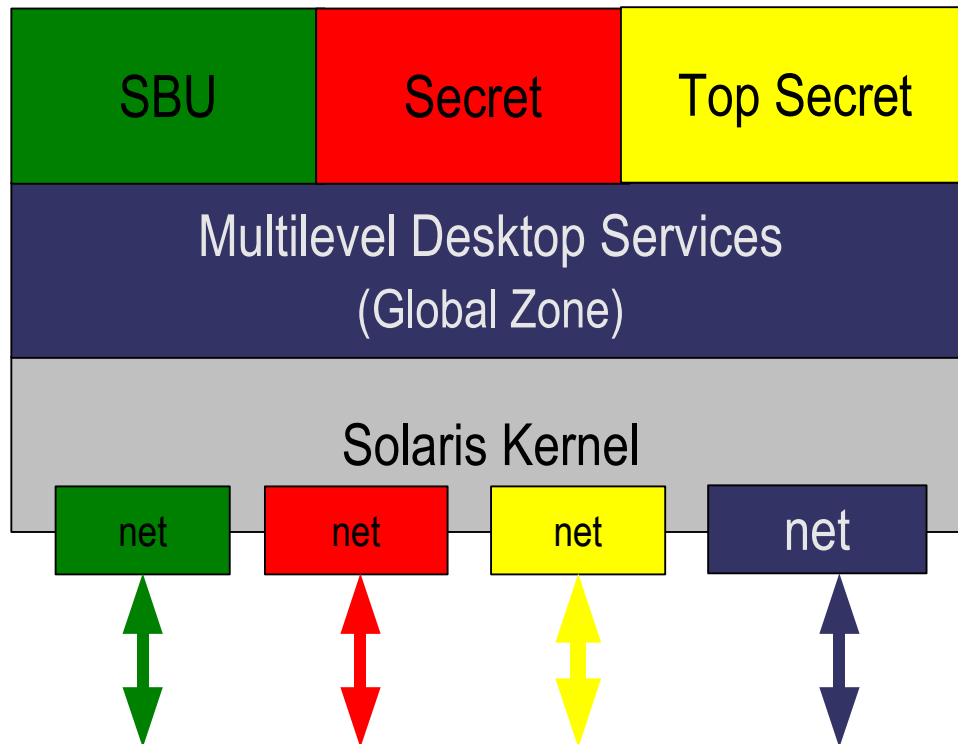 SBU
Secret
Top Secret
Multilevel Desktop Services
(Global Zone)
Solaris Kernel
net
net
net
net